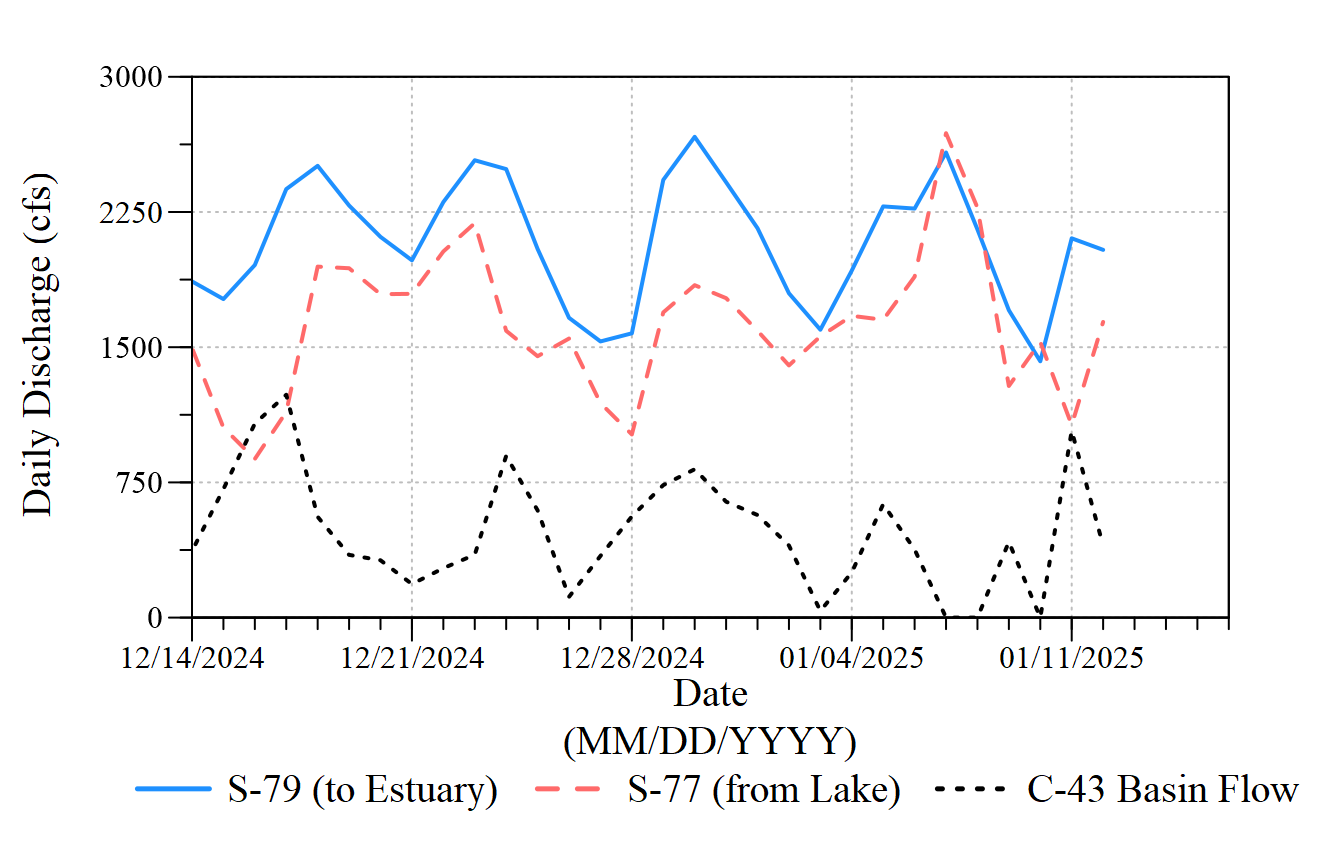 3000
2250
1500
750
0
Daily Discharge (cfs)
12/14/2024 12/21/2024 12/28/2024 01/04/2025 01/11/2025
Date
(MM/DD/YYYY)
S-79 (to Estuary) S-77 (from Lake) C-43 Basin Flow